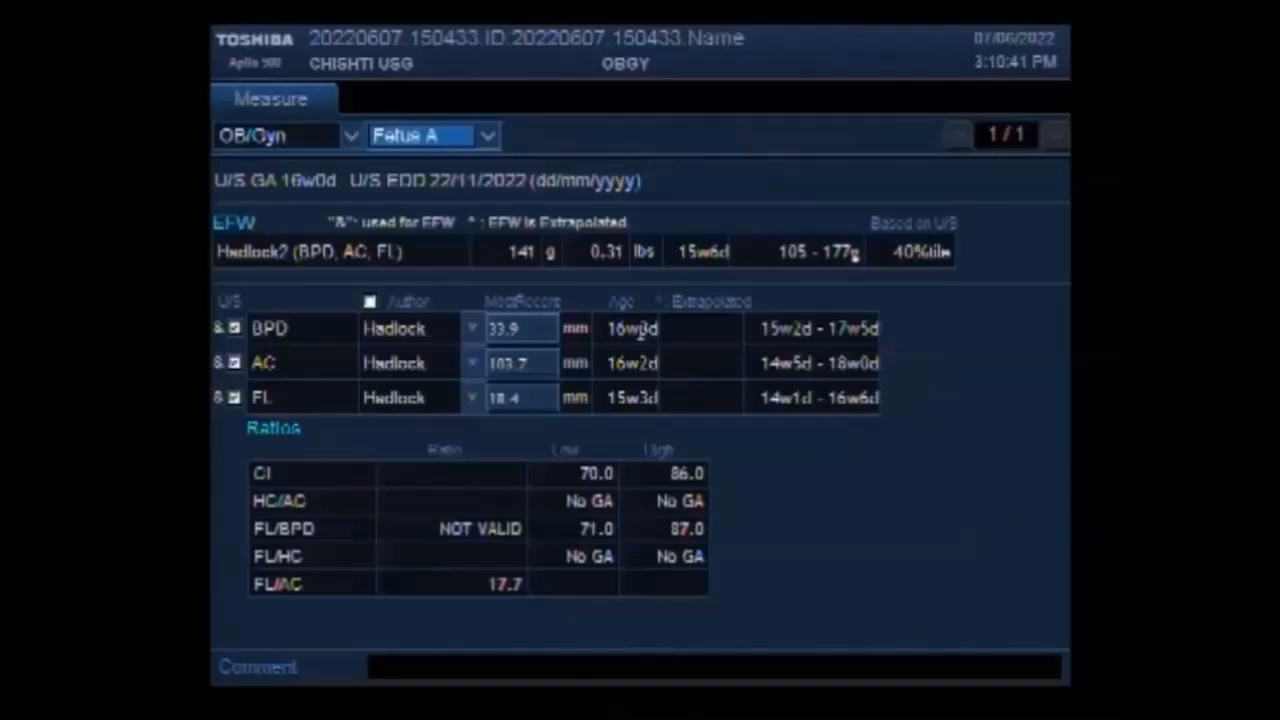 TOSHIBA 20220607.150433.ID:20220607.150433.Name 07/06/2022
Aplio 500 CHISHTI USG OBGY 3:10:41 PM
Measure
OB/Gyn Fetus A 1 / 1
U/S GA 16w0d U/S EDD 22/11/2022 (dd/mm/yyyy)
EFW "&": used for EFW * : EFW is Extrapolated Based on U/S
Hadlock2 (BPD, AC, FL) 141 g 0.31 lbs 15w6d 105 - 177g 40%tile
U/S Author MostRecent Age * : Extrapolated
& BPD Hadlock 33.9 mm 15w2d - 17w5d
& AC Hadlock 103.7 mm 16w2d 14w5d - 18w0d
& FL Hadlock 18.4 mm 15w3d 14w1d - 16w6d
Ratios
Ratio Low High
CI 70.0 86.0
HC/AC No GA No GA
FL/BPD NOT VALID 71.0 87.0
FL/HC No GA No GA
FL/AC 17.7
Comment